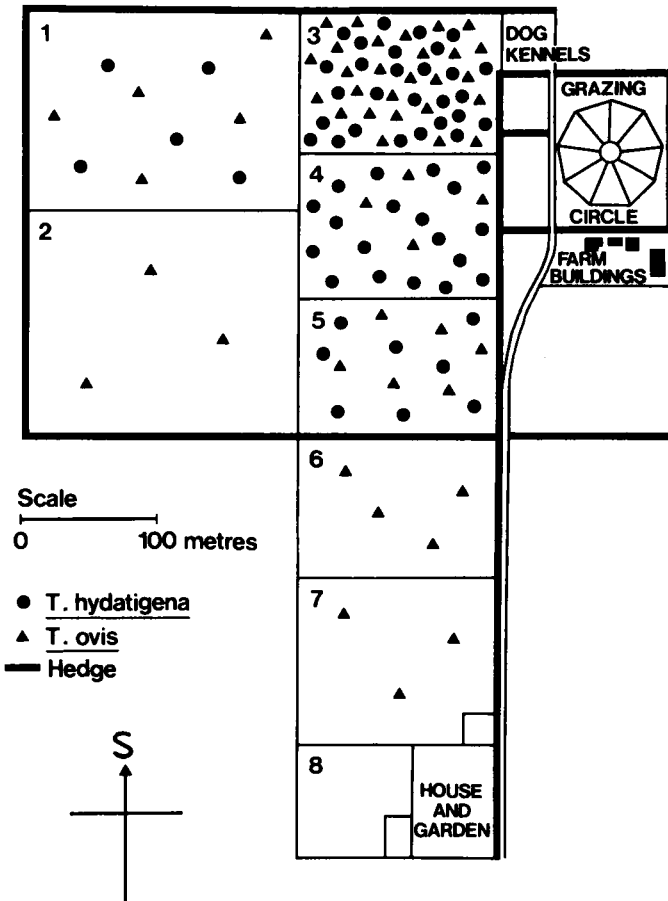 1
3
DOG
KENNELS
GRAZING
CIRCLE
4
2
FARM
BUILDINGS
5
6
Scale
0 100 metres
T. hydatigena
T. ovis
Hedge
7
S
8
HOUSE
AND
GARDEN